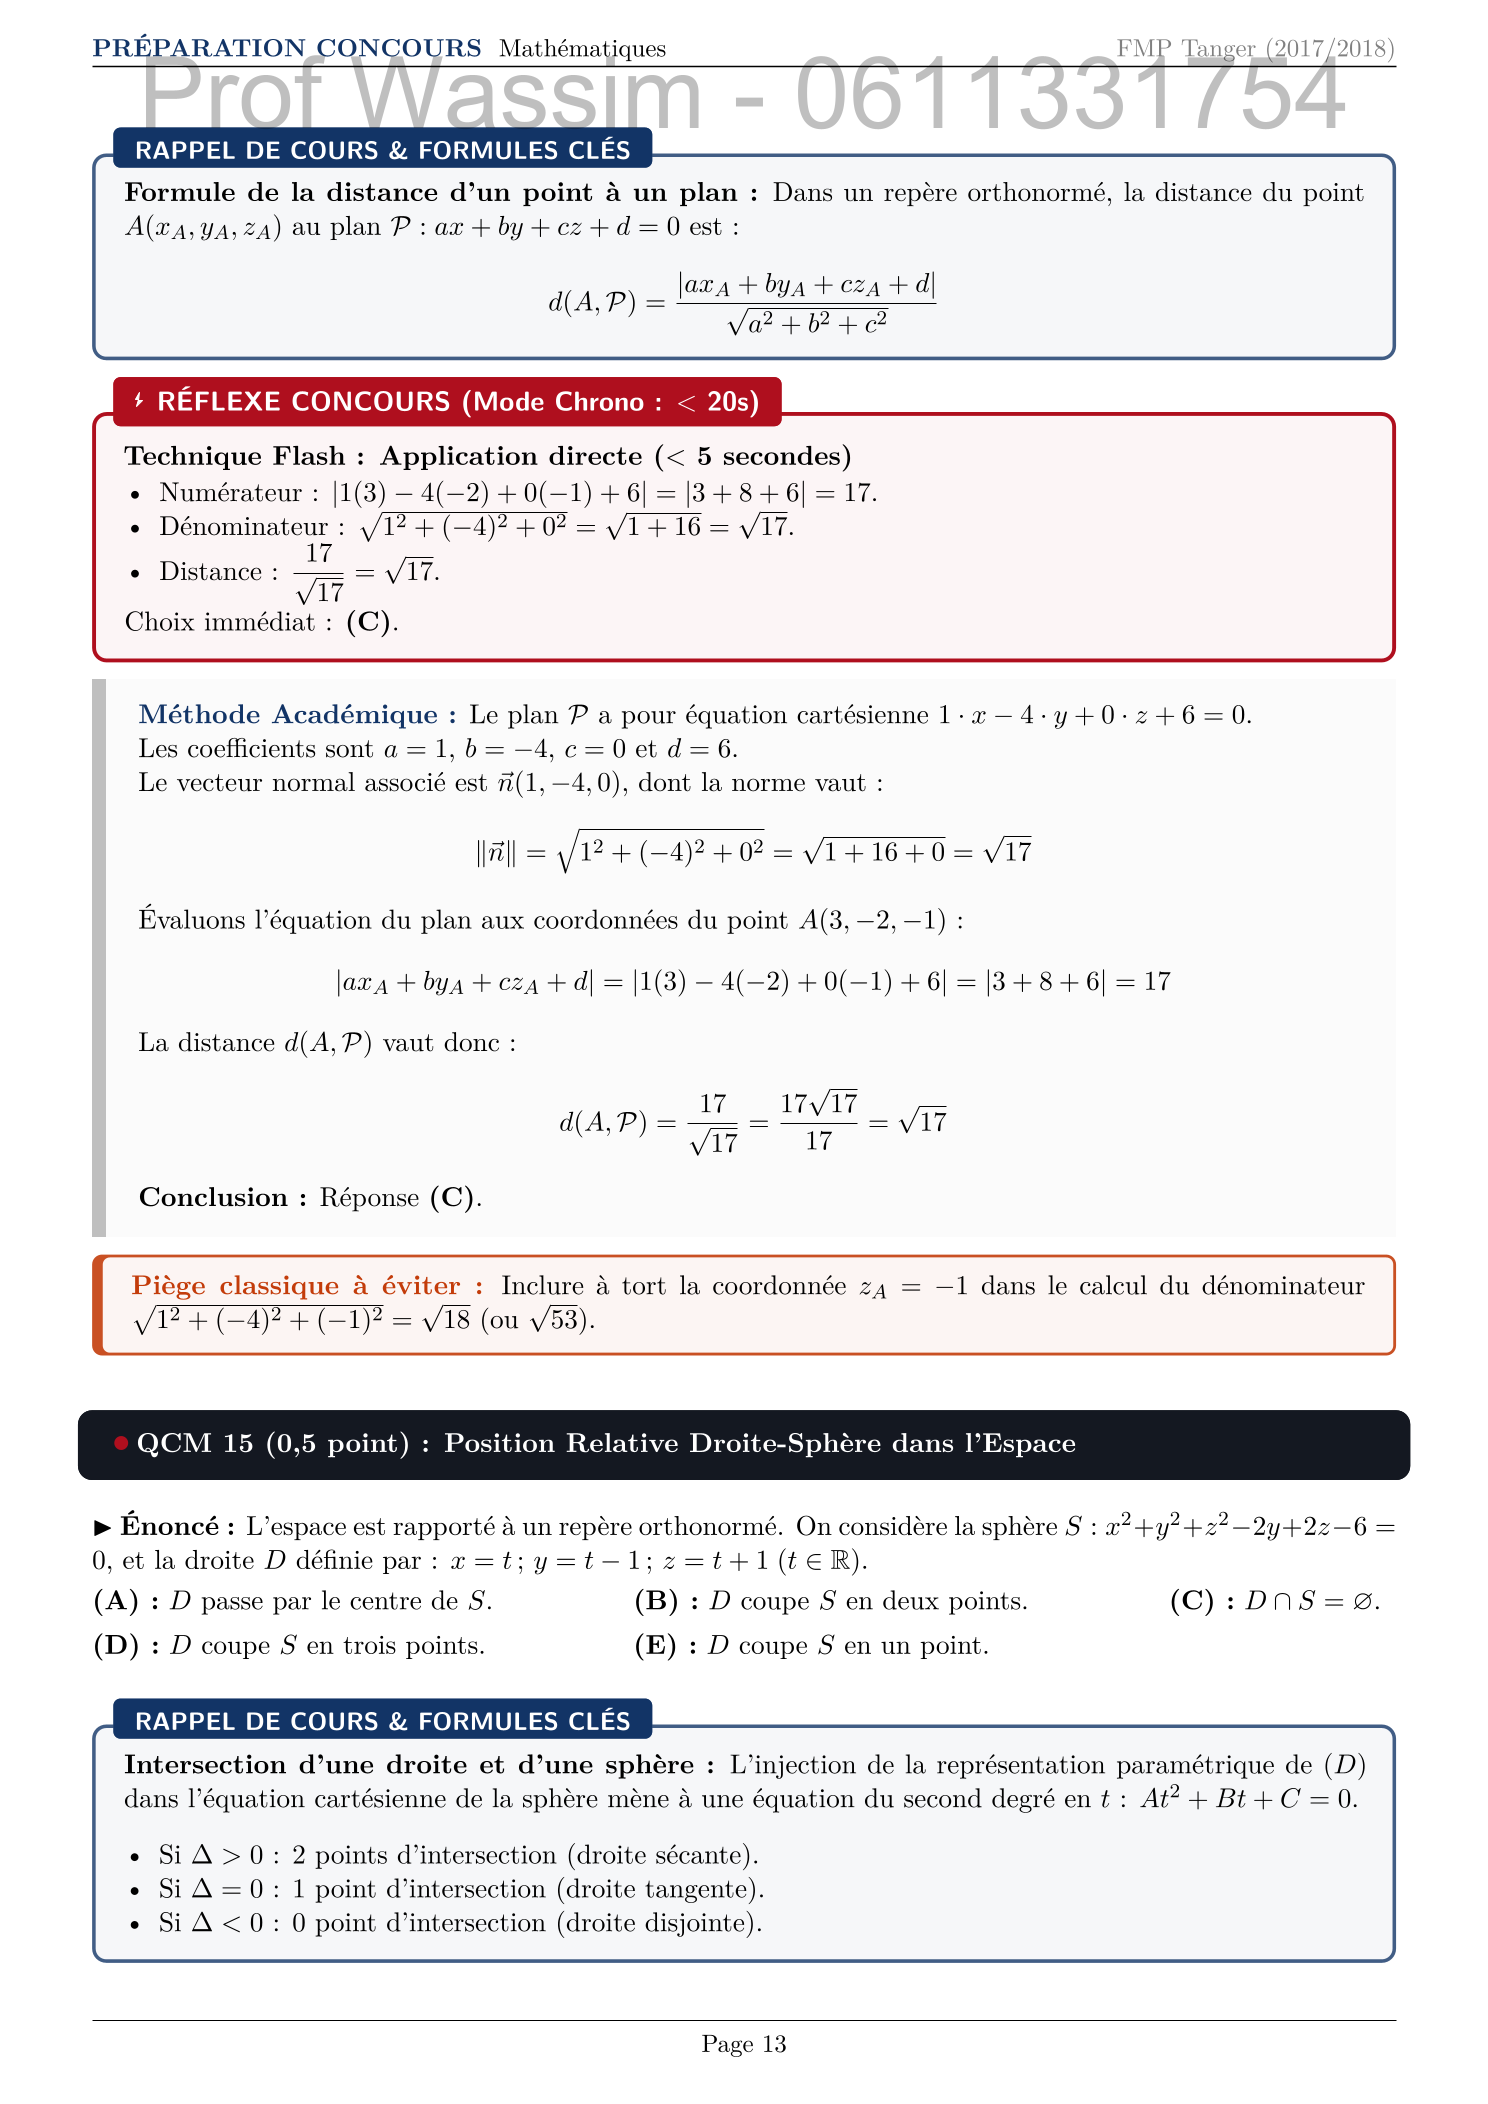 PRÉPARATION CONCOURS Mathématiques FMP Tanger (2017/2018)
Prof Wassim - 0611331754
RAPPEL DE COURS & FORMULES CLÉS
Formule de la distance d'un point à un plan : Dans un repère orthonormé, la distance du point
A(x_A, y_A, z_A) au plan 𝒫 : ax + by + cz + d = 0 est :
d(A, 𝒫) = |ax_A + by_A + cz_A + d| / √(a² + b² + c²)
RÉFLEXE CONCOURS (Mode Chrono : < 20s)
Technique Flash : Application directe (< 5 secondes)
• Numérateur : |1(3) − 4(−2) + 0(−1) + 6| = |3 + 8 + 6| = 17.
• Dénominateur : √(1² + (−4)² + 0²) = √(1 + 16) = √17.
• Distance : 17/√17 = √17.
Choix immédiat : (C).
Méthode Académique : Le plan 𝒫 a pour équation cartésienne 1 · x − 4 · y + 0 · z + 6 = 0.
Les coefficients sont a = 1, b = −4, c = 0 et d = 6.
Le vecteur normal associé est n⃗(1, −4, 0), dont la norme vaut :
‖n⃗‖ = √(1² + (−4)² + 0²) = √(1 + 16 + 0) = √17
Évaluons l'équation du plan aux coordonnées du point A(3, −2, −1) :
|ax_A + by_A + cz_A + d| = |1(3) − 4(−2) + 0(−1) + 6| = |3 + 8 + 6| = 17
La distance d(A, 𝒫) vaut donc :
d(A, 𝒫) = 17/√17 = 17√17/17 = √17
Conclusion : Réponse (C).
Piège classique à éviter : Inclure à tort la coordonnée z_A = −1 dans le calcul du dénominateur
√(1² + (−4)² + (−1)²) = √18 (ou √53).
● QCM 15 (0,5 point) : Position Relative Droite-Sphère dans l'Espace
▶ Énoncé : L'espace est rapporté à un repère orthonormé. On considère la sphère S : x²+y²+z²−2y+2z−6 =
0, et la droite D définie par : x = t ; y = t − 1 ; z = t + 1 (t ∈ ℝ).
(A) : D passe par le centre de S. (B) : D coupe S en deux points. (C) : D ∩ S = ∅.
(D) : D coupe S en trois points. (E) : D coupe S en un point.
RAPPEL DE COURS & FORMULES CLÉS
Intersection d'une droite et d'une sphère : L'injection de la représentation paramétrique de (D)
dans l'équation cartésienne de la sphère mène à une équation du second degré en t : At² + Bt + C = 0.
• Si Δ > 0 : 2 points d'intersection (droite sécante).
• Si Δ = 0 : 1 point d'intersection (droite tangente).
• Si Δ < 0 : 0 point d'intersection (droite disjointe).
Page 13